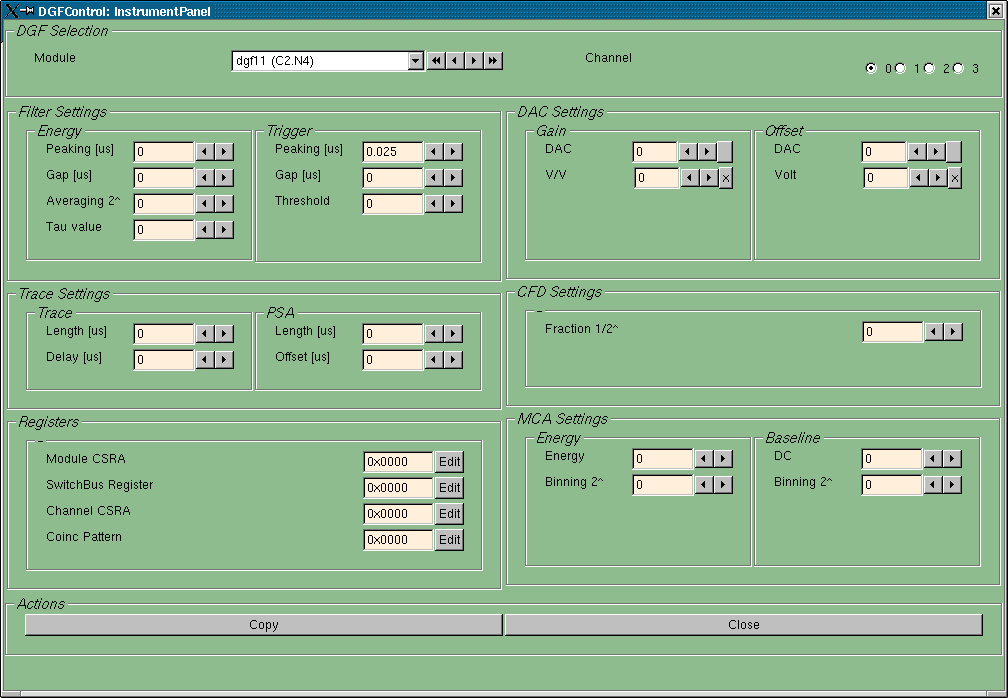 DGFControl: InstrumentPanel
DGF Selection
Module dgf11 (C2.N4) Channel 0 1 2 3
Filter Settings
Energy
Peaking [us] 0
Gap [us] 0
Averaging 2^ 0
Tau value 0
Trigger
Peaking [us] 0.025
Gap [us] 0
Threshold 0
DAC Settings
Gain
DAC 0
V/V 0 x
Offset
DAC 0
Volt 0 x
Trace Settings
Trace
Length [us] 0
Delay [us] 0
PSA
Length [us] 0
Offset [us] 0
CFD Settings
-
Fraction 1/2^ 0
Registers
-
Module CSRA 0x0000 Edit
SwitchBus Register 0x0000 Edit
Channel CSRA 0x0000 Edit
Coinc Pattern 0x0000 Edit
MCA Settings
Energy
Energy 0
Binning 2^ 0
Baseline
DC 0
Binning 2^ 0
Actions
Copy Close